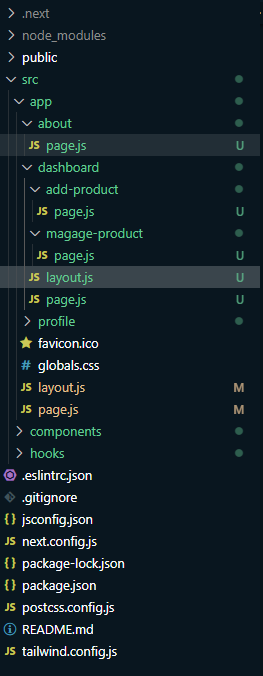 .next
node_modules
public
src
app
about
JS page.js U
dashboard
add-product
JS page.js U
magage-product
JS page.js U
JS layout.js U
JS page.js U
profile
favicon.ico
# globals.css
JS layout.js M
JS page.js M
components
hooks
.eslintrc.json
.gitignore
{} jsconfig.json
JS next.config.js
{} package-lock.json
{} package.json
JS postcss.config.js
README.md
JS tailwind.config.js